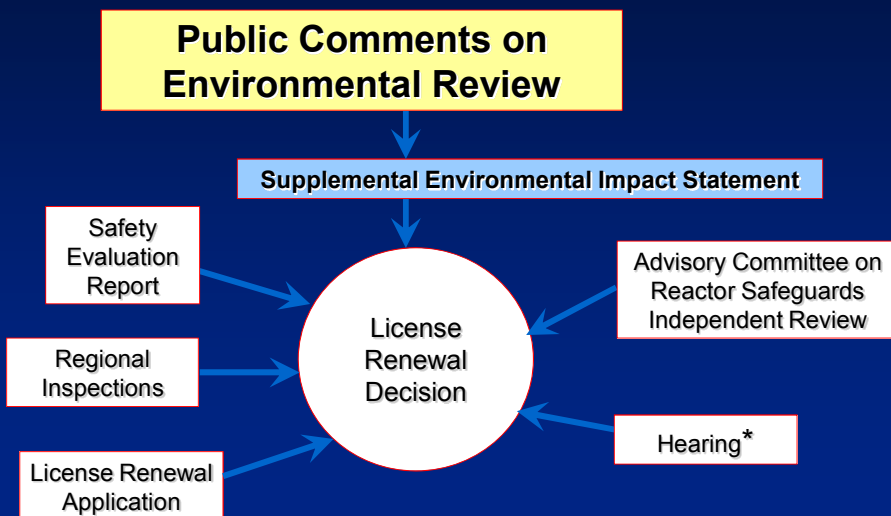 Public Comments on
Environmental Review
Supplemental Environmental Impact Statement
Safety
Evaluation
Report
Advisory Committee on
Reactor Safeguards
Independent Review
License
Renewal
Decision
Regional
Inspections
Hearing*
License Renewal
Application